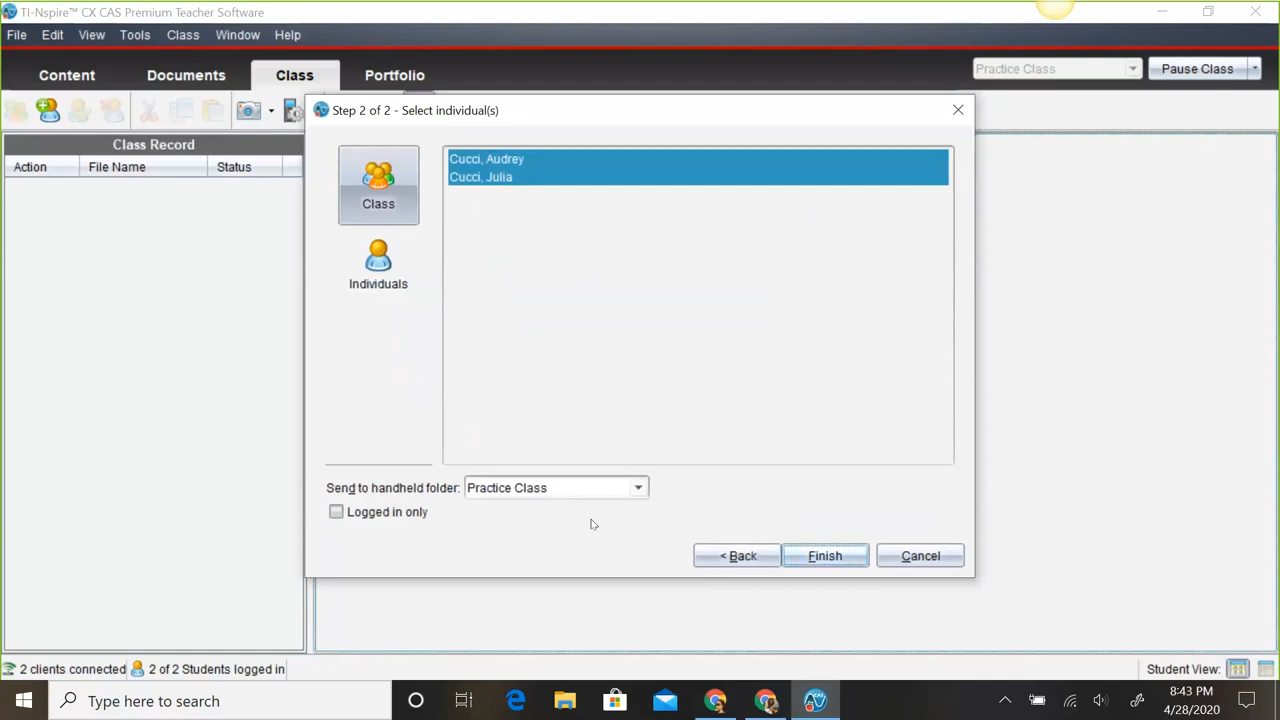 TI-Nspire™ CX CAS Premium Teacher Software
File Edit View Tools Class Window Help
Content Documents Class Portfolio
Practice Class Pause Class
Step 2 of 2 - Select individual(s)
Class Record
Action File Name Status
Cucci, Audrey
Cucci, Julia
Class
Individuals
Send to handheld folder: Practice Class
Logged in only
< Back Finish Cancel
2 clients connected 2 of 2 Students logged in Student View:
Type here to search
8:43 PM
4/28/2020